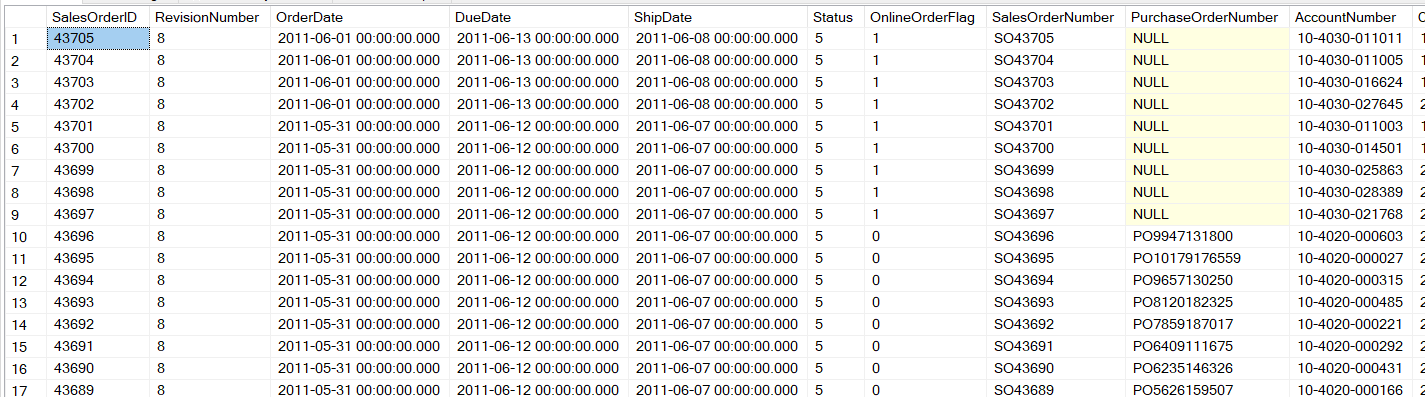 SalesOrderID RevisionNumber OrderDate DueDate ShipDate Status OnlineOrderFlag SalesOrderNumber PurchaseOrderNumber AccountNumber
1 43705 8 2011-06-01 00:00:00.000 2011-06-13 00:00:00.000 2011-06-08 00:00:00.000 5 1 SO43705 NULL 10-4030-011011
2 43704 8 2011-06-01 00:00:00.000 2011-06-13 00:00:00.000 2011-06-08 00:00:00.000 5 1 SO43704 NULL 10-4030-011005
3 43703 8 2011-06-01 00:00:00.000 2011-06-13 00:00:00.000 2011-06-08 00:00:00.000 5 1 SO43703 NULL 10-4030-016624
4 43702 8 2011-06-01 00:00:00.000 2011-06-13 00:00:00.000 2011-06-08 00:00:00.000 5 1 SO43702 NULL 10-4030-027645
5 43701 8 2011-05-31 00:00:00.000 2011-06-12 00:00:00.000 2011-06-07 00:00:00.000 5 1 SO43701 NULL 10-4030-011003
6 43700 8 2011-05-31 00:00:00.000 2011-06-12 00:00:00.000 2011-06-07 00:00:00.000 5 1 SO43700 NULL 10-4030-014501
7 43699 8 2011-05-31 00:00:00.000 2011-06-12 00:00:00.000 2011-06-07 00:00:00.000 5 1 SO43699 NULL 10-4030-025863
8 43698 8 2011-05-31 00:00:00.000 2011-06-12 00:00:00.000 2011-06-07 00:00:00.000 5 1 SO43698 NULL 10-4030-028389
9 43697 8 2011-05-31 00:00:00.000 2011-06-12 00:00:00.000 2011-06-07 00:00:00.000 5 1 SO43697 NULL 10-4030-021768
10 43696 8 2011-05-31 00:00:00.000 2011-06-12 00:00:00.000 2011-06-07 00:00:00.000 5 0 SO43696 PO9947131800 10-4020-000603
11 43695 8 2011-05-31 00:00:00.000 2011-06-12 00:00:00.000 2011-06-07 00:00:00.000 5 0 SO43695 PO10179176559 10-4020-000027
12 43694 8 2011-05-31 00:00:00.000 2011-06-12 00:00:00.000 2011-06-07 00:00:00.000 5 0 SO43694 PO9657130250 10-4020-000315
13 43693 8 2011-05-31 00:00:00.000 2011-06-12 00:00:00.000 2011-06-07 00:00:00.000 5 0 SO43693 PO8120182325 10-4020-000485
14 43692 8 2011-05-31 00:00:00.000 2011-06-12 00:00:00.000 2011-06-07 00:00:00.000 5 0 SO43692 PO7859187017 10-4020-000221
15 43691 8 2011-05-31 00:00:00.000 2011-06-12 00:00:00.000 2011-06-07 00:00:00.000 5 0 SO43691 PO6409111675 10-4020-000292
16 43690 8 2011-05-31 00:00:00.000 2011-06-12 00:00:00.000 2011-06-07 00:00:00.000 5 0 SO43690 PO6235146326 10-4020-000431
17 43689 8 2011-05-31 00:00:00.000 2011-06-12 00:00:00.000 2011-06-07 00:00:00.000 5 0 SO43689 PO5626159507 10-4020-000166